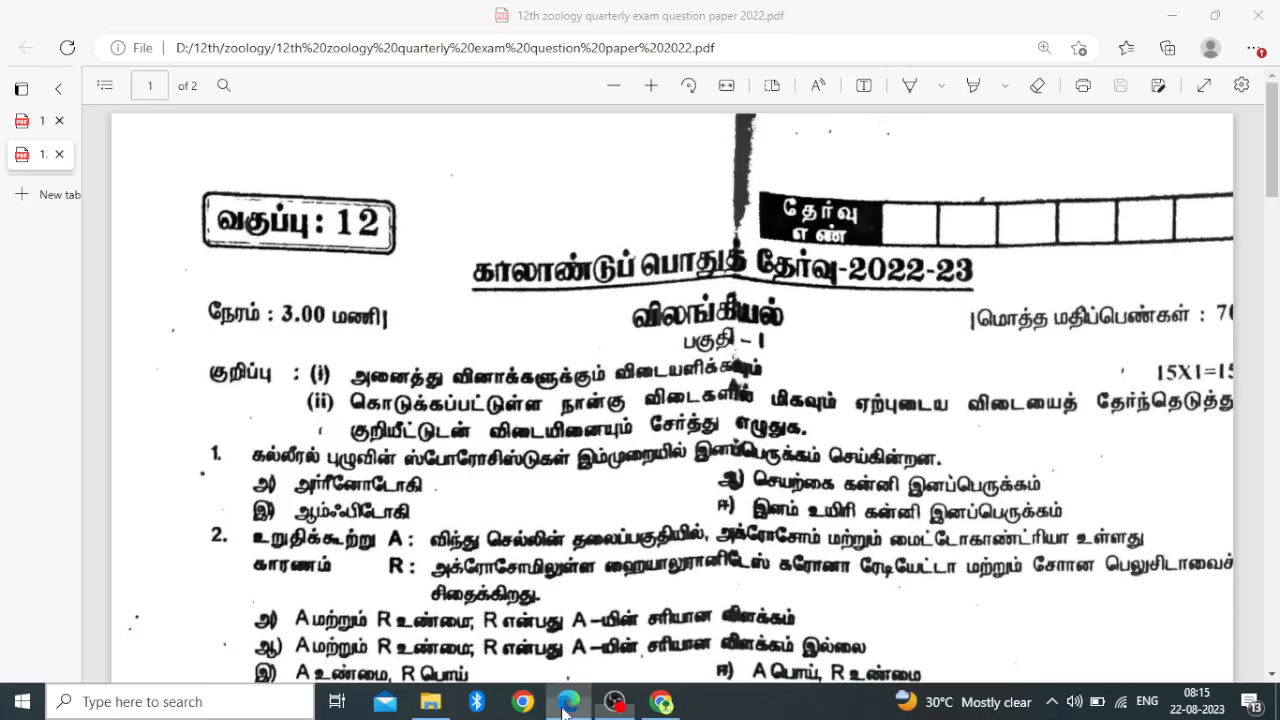 12th zoology quarterly exam question paper 2022.pdf
File D:/12th/zoology/12th%20zoology%20quarterly%20exam%20question%20paper%202022.pdf
1 of 2
1
1
New tab
வகுப்பு : 12
தேர்வு
எண்
காலாண்டுப் பொதுத் தேர்வு-2022-23
நேரம் : 3.00 மணி விலங்கியல் மொத்த மதிப்பெண்கள் : 70
பகுதி - I
குறிப்பு : (i) அனைத்து வினாக்களுக்கும் விடையளிக்கவும் 15X1=15
(ii) கொடுக்கப்பட்டுள்ள நான்கு விடைகளில் மிகவும் ஏற்புடைய விடையைத் தேர்ந்தெடுத்து
குறியீட்டுடன் விடையினையும் சேர்த்து எழுதுக.
1. கல்லீரல் புழுவின் ஸ்போரோசிஸ்டுகள் இம்முறையில் இனப்பெருக்கம் செய்கின்றன.
அ) அர்ரீனோடோகி ஆ) செயற்கை கன்னி இனப்பெருக்கம்
இ) ஆம்ஃபிடோகி ஈ) இளம் உயிரி கன்னி இனப்பெருக்கம்
2. உறுதிக்கூற்று A : விந்து செல்லின் தலைப்பகுதியில், அக்ரோசோம் மற்றும் மைட்டோகாண்ட்ரியா உள்ளது
காரணம் R : அக்ரோசோமிலுள்ள ஹையாலுரானிடேஸ் கரோனா ரேடியேட்டா மற்றும் சோனா பெலுசிடாவைச்
சிதைக்கிறது.
அ) A மற்றும் R உண்மை; R என்பது A-யின் சரியான விளக்கம்
ஆ) A மற்றும் R உண்மை; R என்பது A-யின் சரியான விளக்கம் இல்லை
இ) A உண்மை, R பொய் ஈ) A பொய், R உண்மை
Type here to search
30°C Mostly clear ENG 08:15
22-08-2023 13